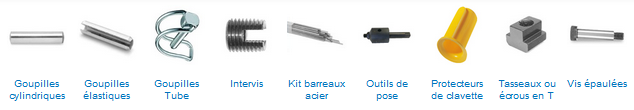 Goupilles cylindriques
Goupilles élastiques
Goupilles Tube
Intervis
Kit barreaux acier
Outils de pose
Protecteurs de clavette
Tasseaux ou écrous en T
Vis épaulées